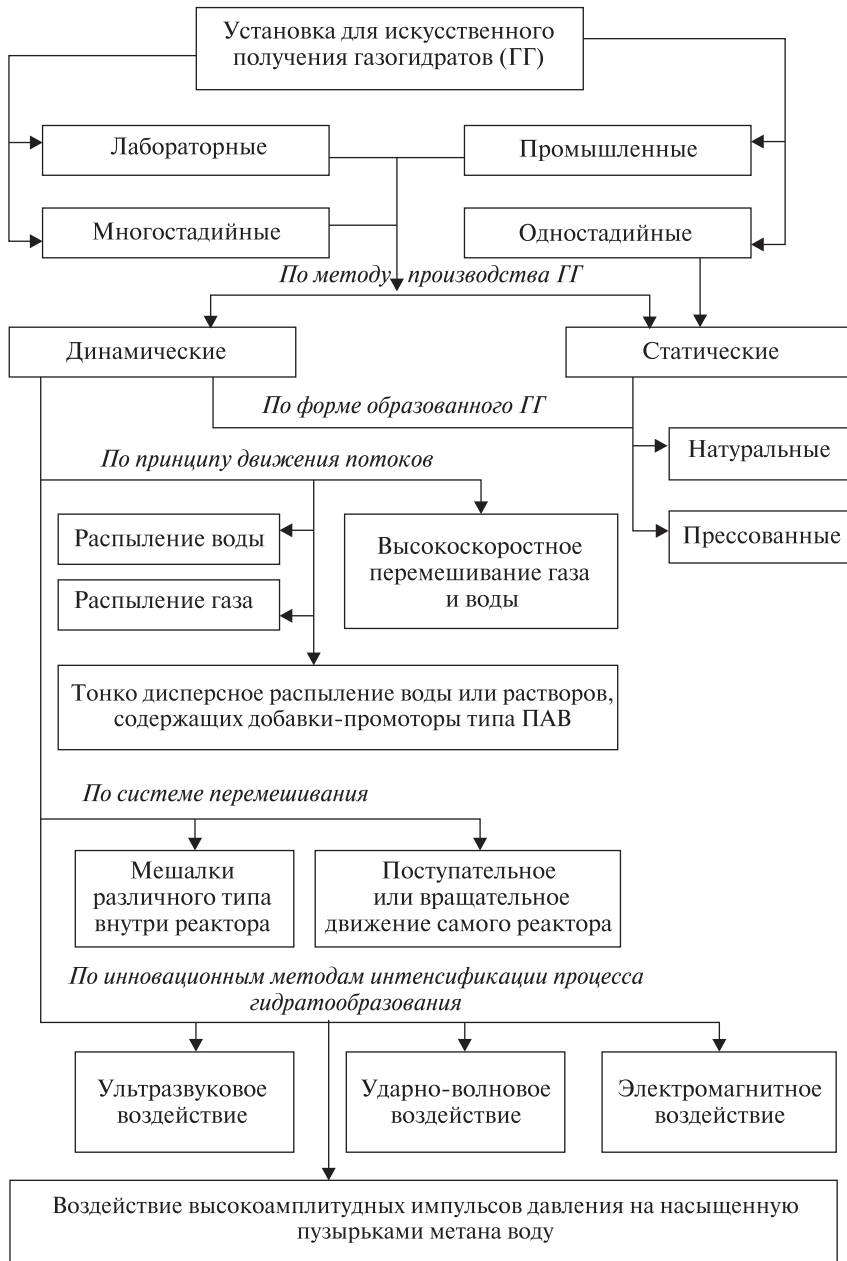 Установка для искусственного
получения газогидратов (ГГ)
Лабораторные
Промышленные
Многостадийные
Одностадийные
По методу производства ГГ
Динамические
Статические
По форме образованного ГГ
Натуральные
По принципу движения потоков
Прессованные
Распыление воды
Высокоскоростное
перемешивание газа
и воды
Распыление газа
Тонко дисперсное распыление воды или растворов,
содержащих добавки-промоторы типа ПАВ
По системе перемешивания
Мешалки
различного типа
внутри реактора
Поступательное
или вращательное
движение самого реактора
По инновационным методам интенсификации процесса
гидратообразования
Ультразвуковое
воздействие
Ударно-волновое
воздействие
Электромагнитное
воздействие
Воздействие высокоамплитудных импульсов давления на насыщенную
пузырьками метана воду